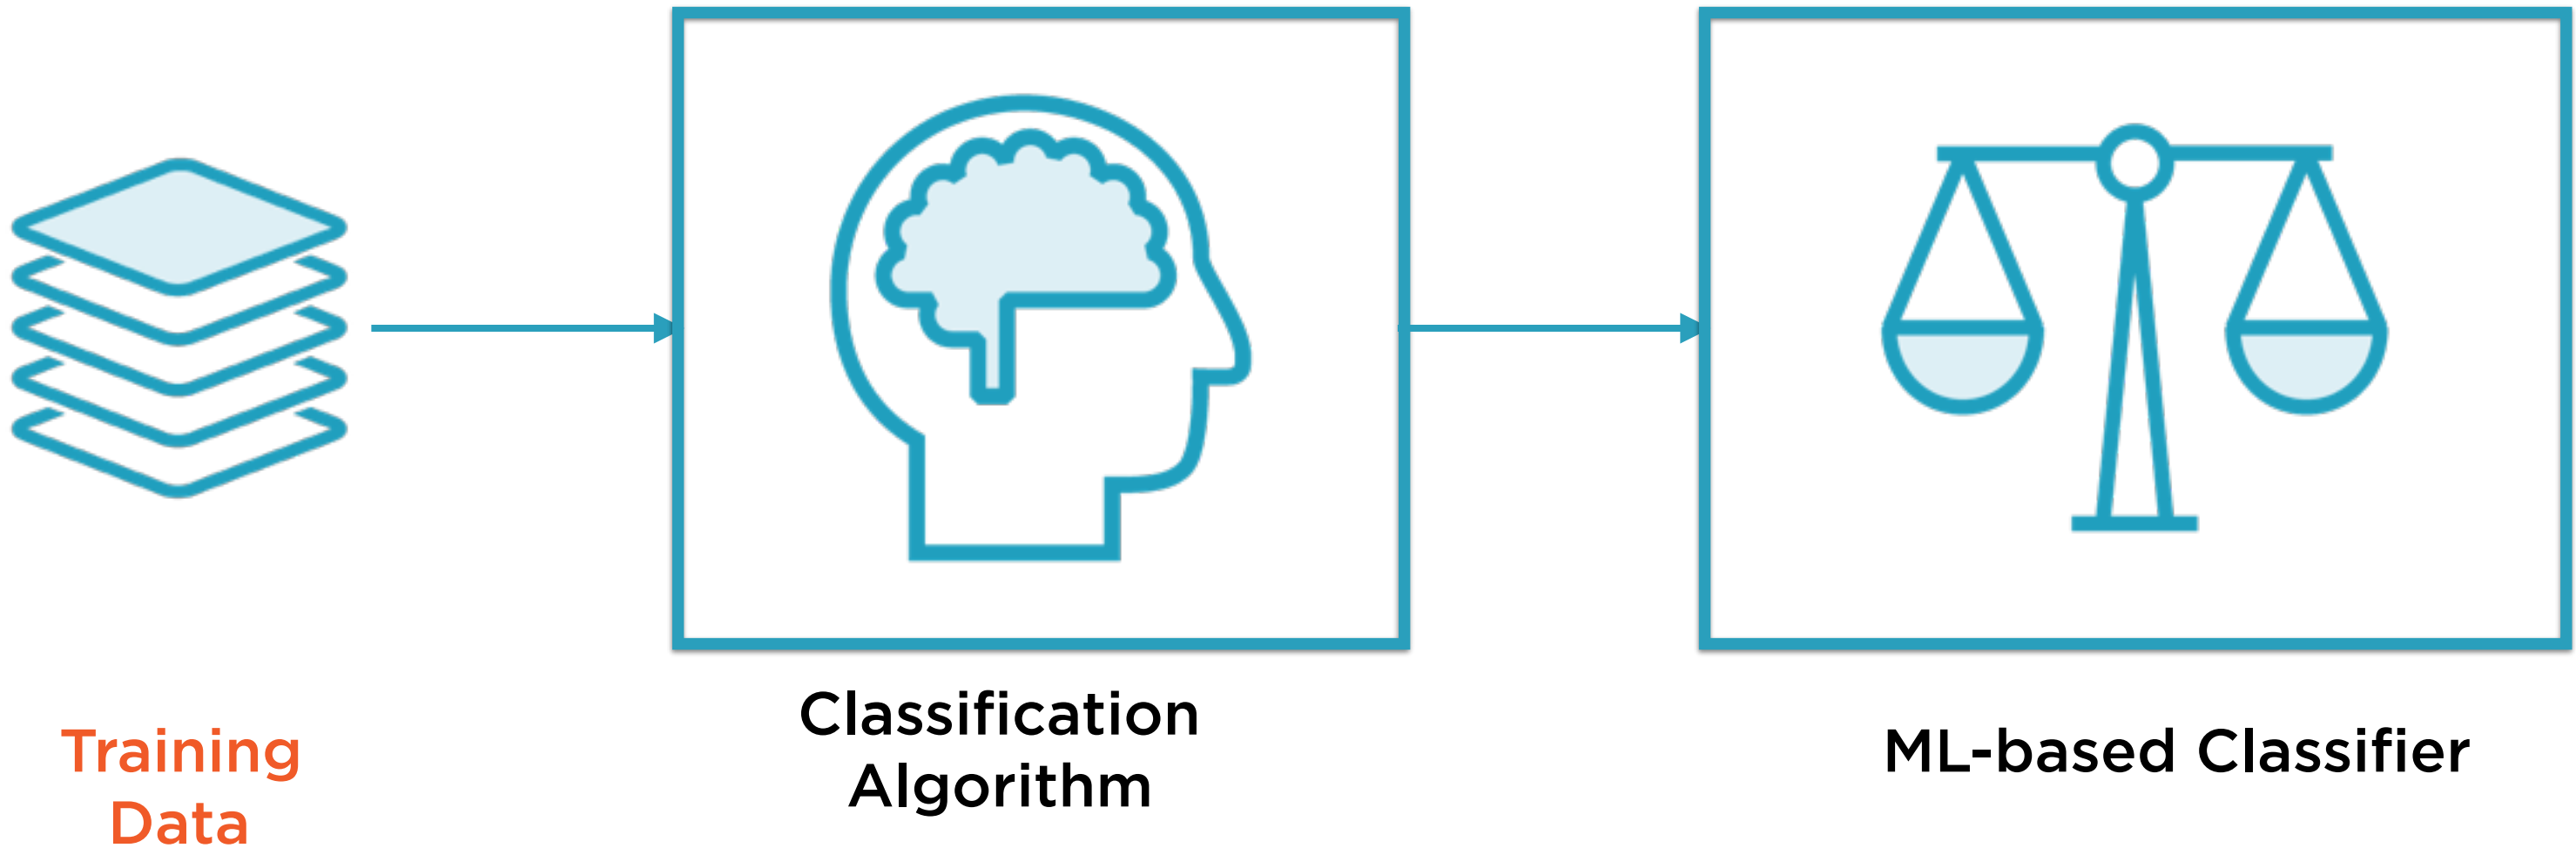 Training
Data
Classification
Algorithm
ML-based Classifier